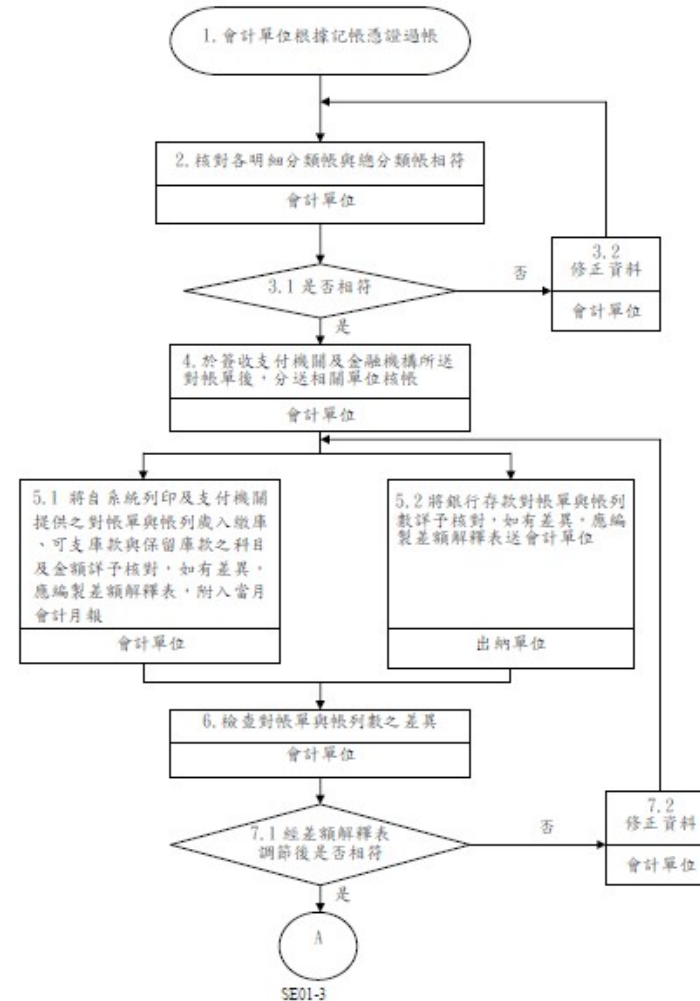 1.會計單位根據記帳憑證過帳
2.核對各明細分類帳與總分類帳相符
會計單位
3.1 是否相符
否
3.2
修正資料
會計單位
是
4.於簽收支付機關及金融機構所送
對帳單後，分送相關單位核帳
會計單位
5.1 將自系統列印及支付機關
提供之對帳單與帳列歲入繳庫
、可支庫款與保留庫款之科目
及金額詳予核對，如有差異，
應編製差額解釋表，附入當月
會計月報
會計單位
5.2將銀行存款對帳單與帳列
數詳予核對，如有差異，應編
製差額解釋表送會計單位
出納單位
6.檢查對帳單與帳列數之差異
會計單位
7.1 經差額解釋表
調節後是否相符
否
7.2
修正資料
會計單位
是
A
SE01-3